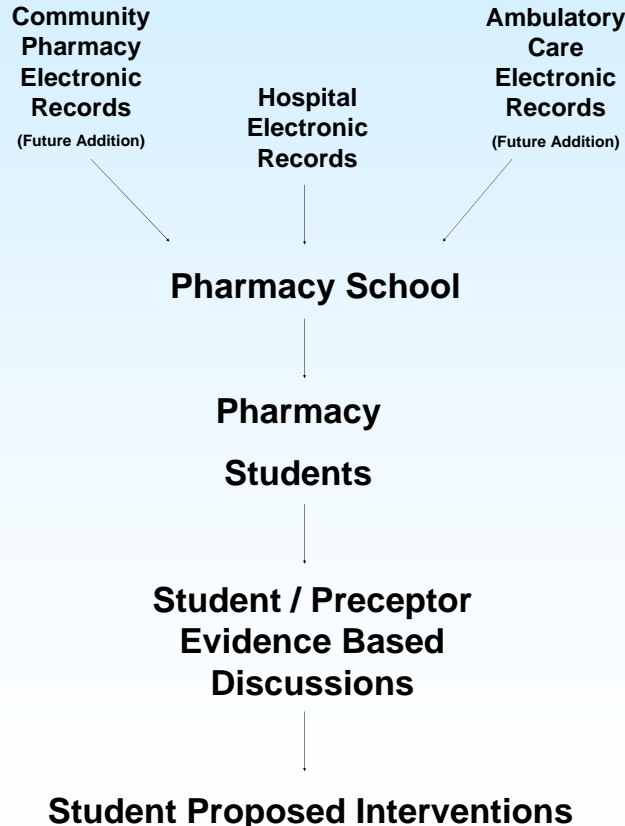 Community
Pharmacy
Electronic
Records
(Future Addition)
Hospital
Electronic
Records
Ambulatory
Care
Electronic
Records
(Future Addition)
Pharmacy School
Pharmacy
Students
Student / Preceptor
Evidence Based
Discussions
Student Proposed Interventions